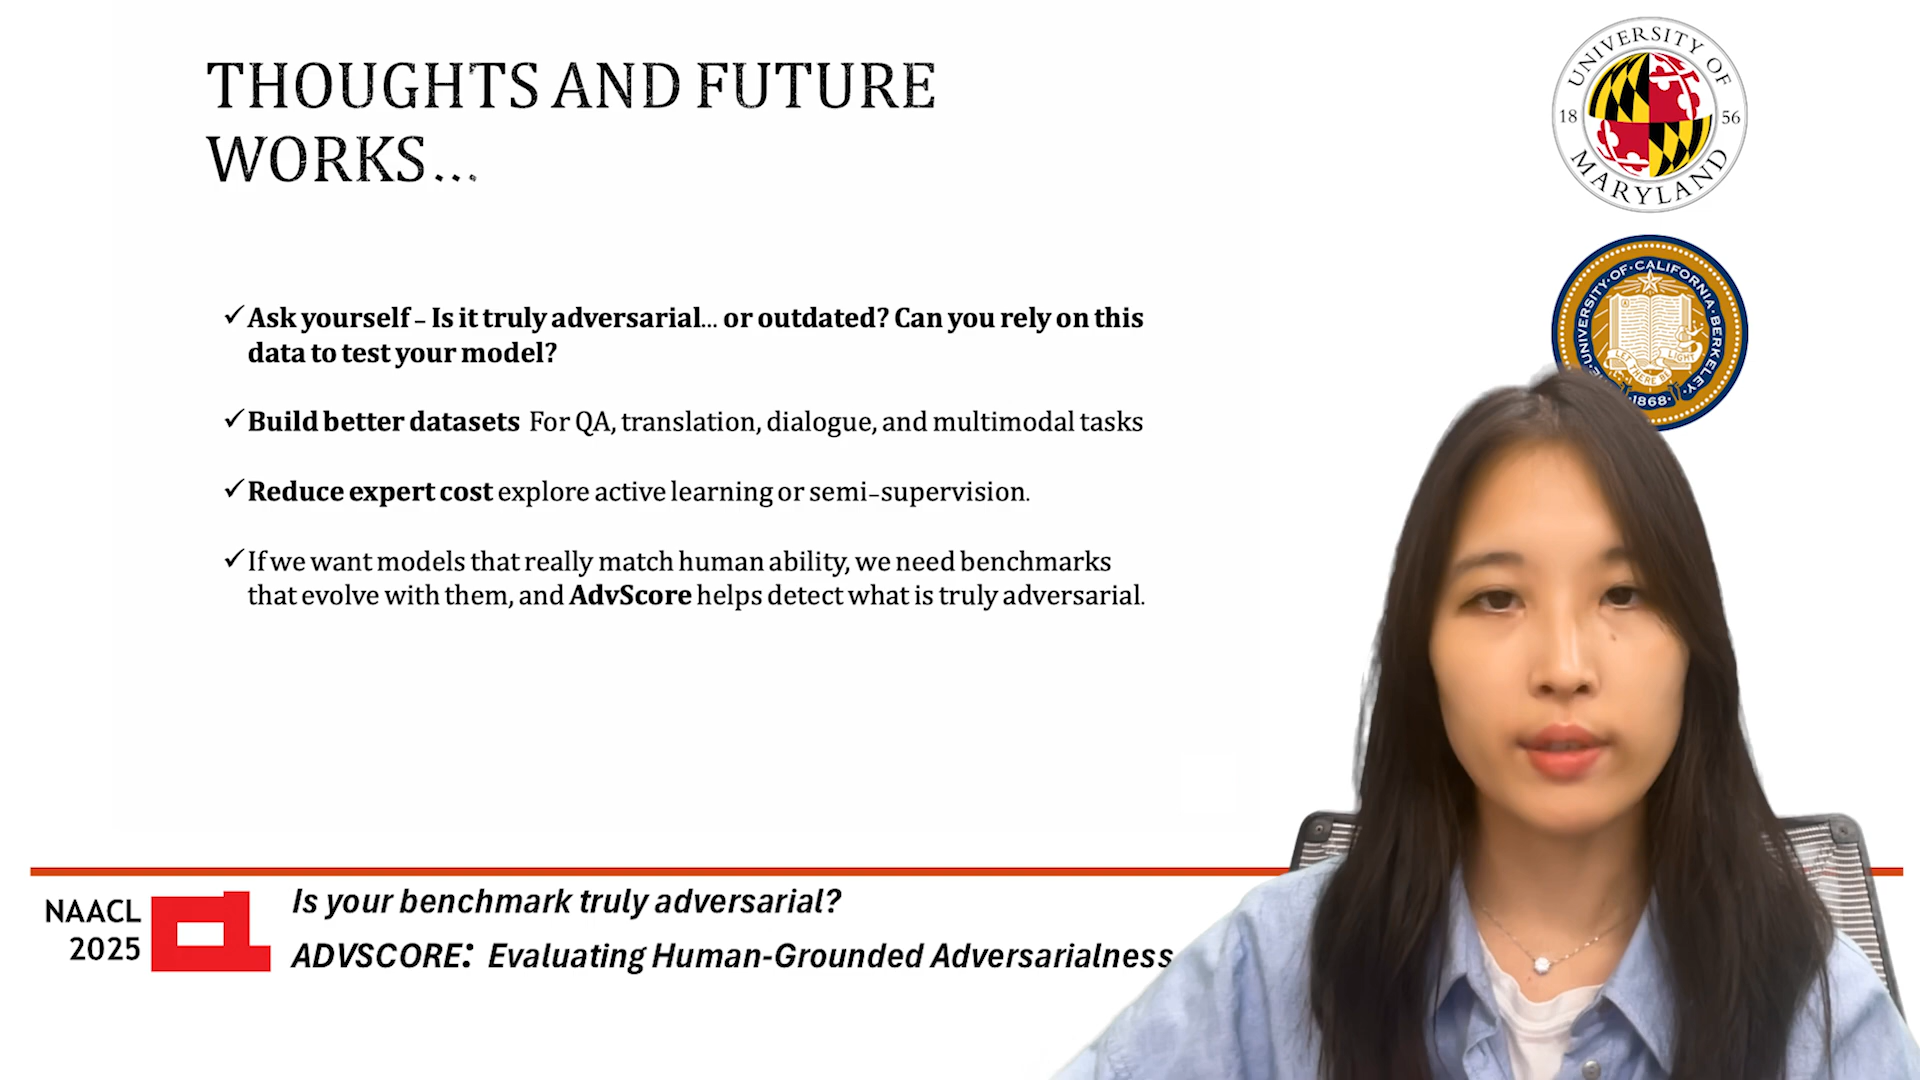 THOUGHTS AND FUTURE
WORKS...
✓ Ask yourself – Is it truly adversarial... or outdated? Can you rely on this
data to test your model?
✓ Build better datasets For QA, translation, dialogue, and multimodal tasks
✓ Reduce expert cost explore active learning or semi-supervision.
✓ If we want models that really match human ability, we need benchmarks
that evolve with them, and AdvScore helps detect what is truly adversarial.
UNIVERSITY OF
18 56
MARYLAND
UNIVERSITY·OF·CALIFORNIA·BERKELEY
LET THERE BE LIGHT
·1868·
NAACL
2025
Is your benchmark truly adversarial?
ADVSCORE: Evaluating Human-Grounded Adversarialness